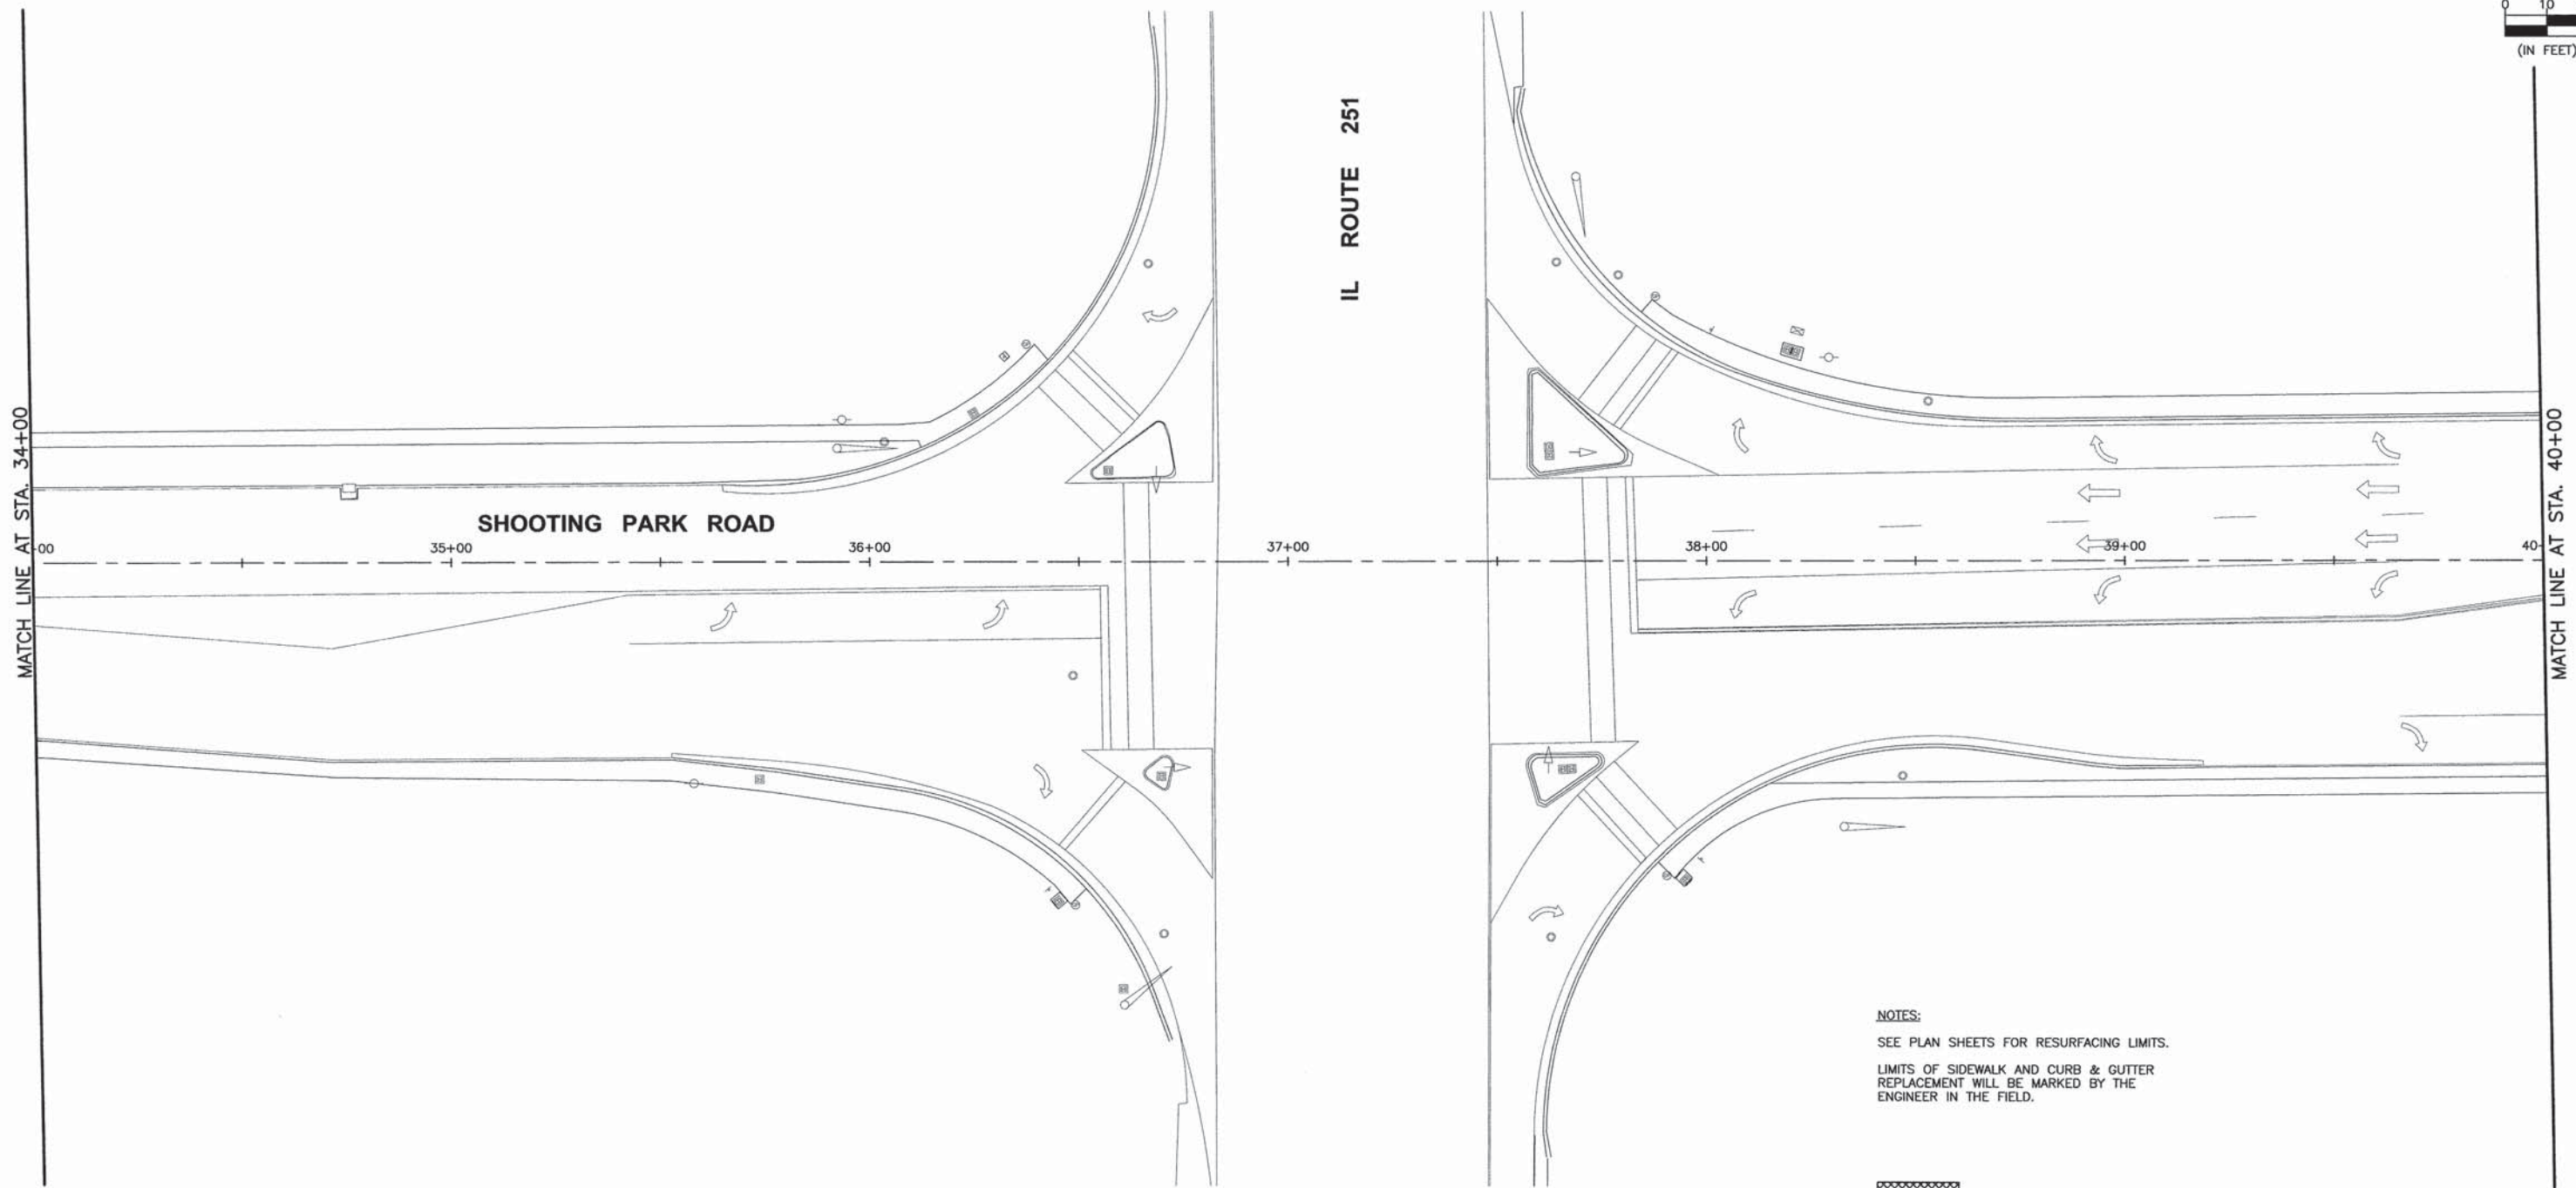 0 10
(IN FEET)
IL ROUTE 251
MATCH LINE AT STA. 34+00
MATCH LINE AT STA. 40+00
SHOOTING PARK ROAD
00
35+00
36+00
37+00
38+00
39+00
40
NOTES:
SEE PLAN SHEETS FOR RESURFACING LIMITS.
LIMITS OF SIDEWALK AND CURB & GUTTER
REPLACEMENT WILL BE MARKED BY THE
ENGINEER IN THE FIELD.